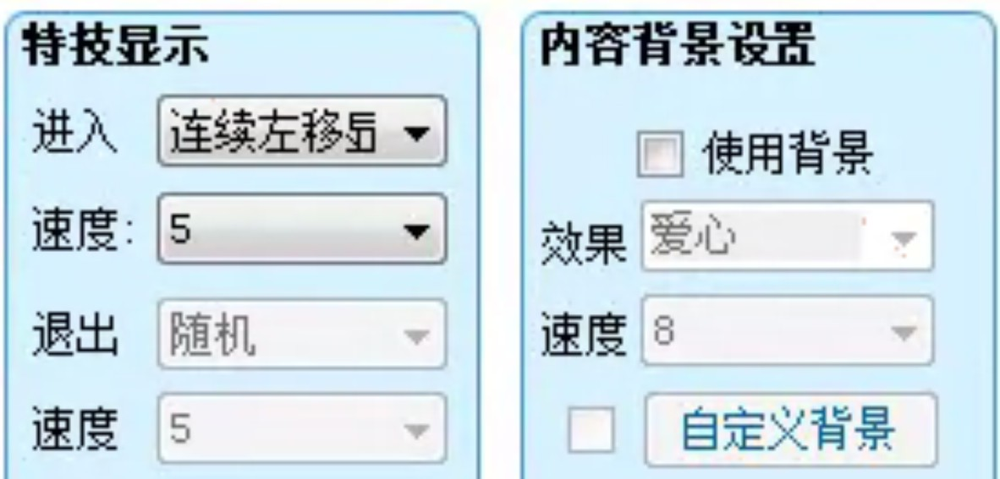 特技显示
进入 连续左移
速度: 5
退出 随机
速度 5
内容背景设置
使用背景
效果 爱心
速度 8
自定义背景